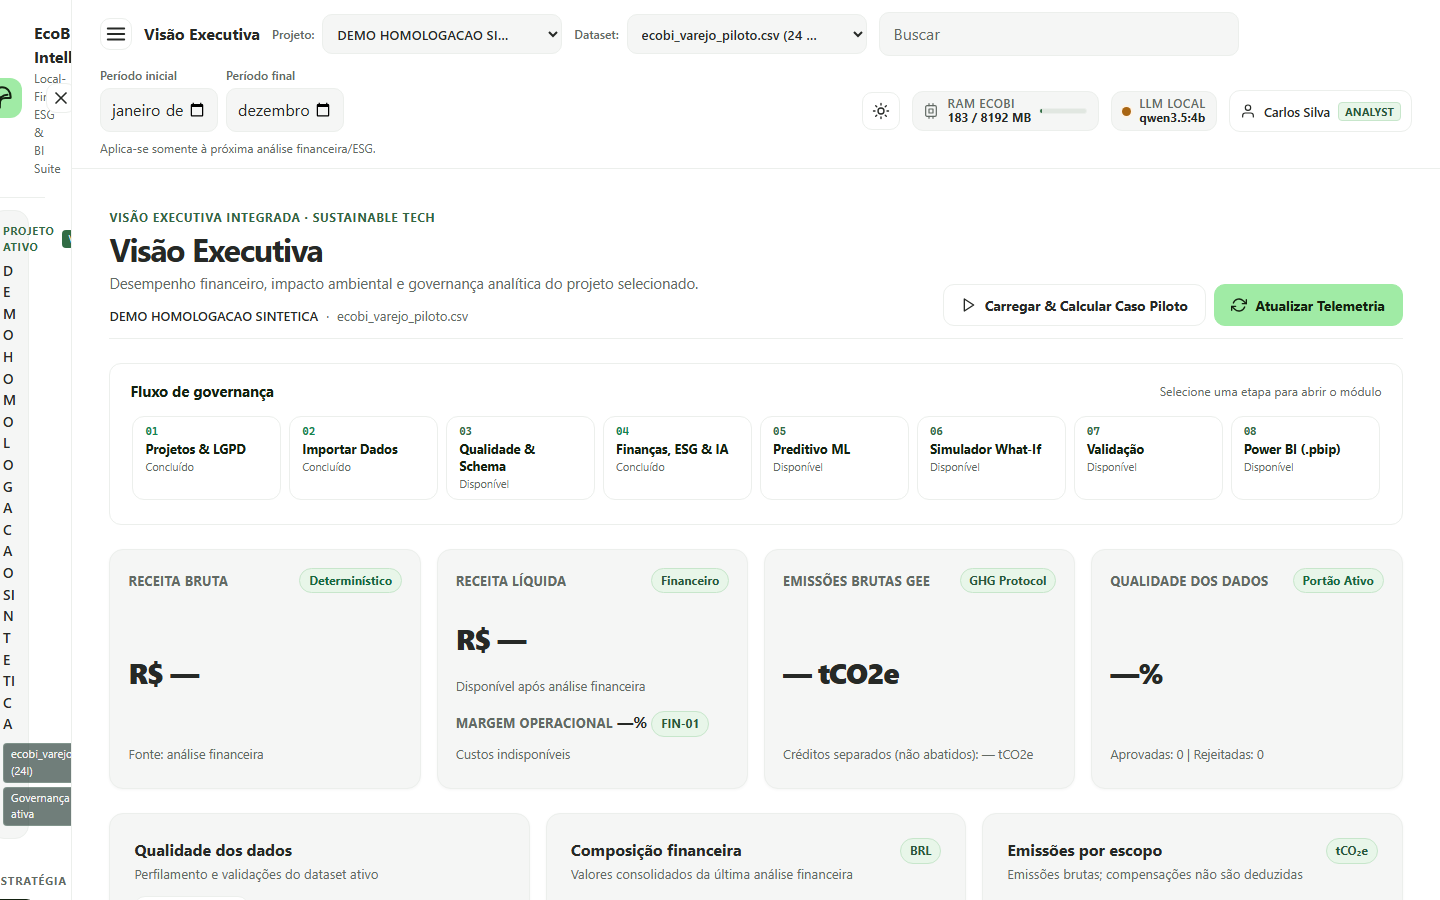 EcoB
Intell
Local-
Fir
ESG
&
BI
Suite
PROJETO
ATIVO
D
E
M
O
H
O
M
O
L
O
G
A
C
A
O
SI
N
T
E
TI
C
A
ecobi_varejo
(24l)
Governança
ativa
STRATÉGIA
Visão Executiva
Projeto:
DEMO HOMOLOGACAO SI...
Dataset:
ecobi_varejo_piloto.csv (24 ...
Buscar
Período inicial
Período final
janeiro de
dezembro
Aplica-se somente à próxima análise financeira/ESG.
RAM ECOBI
183 / 8192 MB
LLM LOCAL
qwen3.5:4b
Carlos Silva
ANALYST
VISÃO EXECUTIVA INTEGRADA · SUSTAINABLE TECH
Visão Executiva
Desempenho financeiro, impacto ambiental e governança analítica do projeto selecionado.
DEMO HOMOLOGACAO SINTETICA · ecobi_varejo_piloto.csv
Carregar & Calcular Caso Piloto
Atualizar Telemetria
Fluxo de governança
Selecione uma etapa para abrir o módulo
01
Projetos & LGPD
Concluído
02
Importar Dados
Concluído
03
Qualidade &
Schema
Disponível
04
Finanças, ESG & IA
Concluído
05
Preditivo ML
Disponível
06
Simulador What-If
Disponível
07
Validação
Disponível
08
Power BI (.pbip)
Disponível
RECEITA BRUTA
Determinístico
R$ —
Fonte: análise financeira
RECEITA LÍQUIDA
Financeiro
R$ —
Disponível após análise financeira
MARGEM OPERACIONAL —% FIN-01
Custos indisponíveis
EMISSÕES BRUTAS GEE
GHG Protocol
— tCO2e
Créditos separados (não abatidos): — tCO2e
QUALIDADE DOS DADOS
Portão Ativo
—%
Aprovadas: 0 | Rejeitadas: 0
Qualidade dos dados
Perfilamento e validações do dataset ativo
Composição financeira
BRL
Valores consolidados da última análise financeira
Emissões por escopo
tCO₂e
Emissões brutas; compensações não são deduzidas